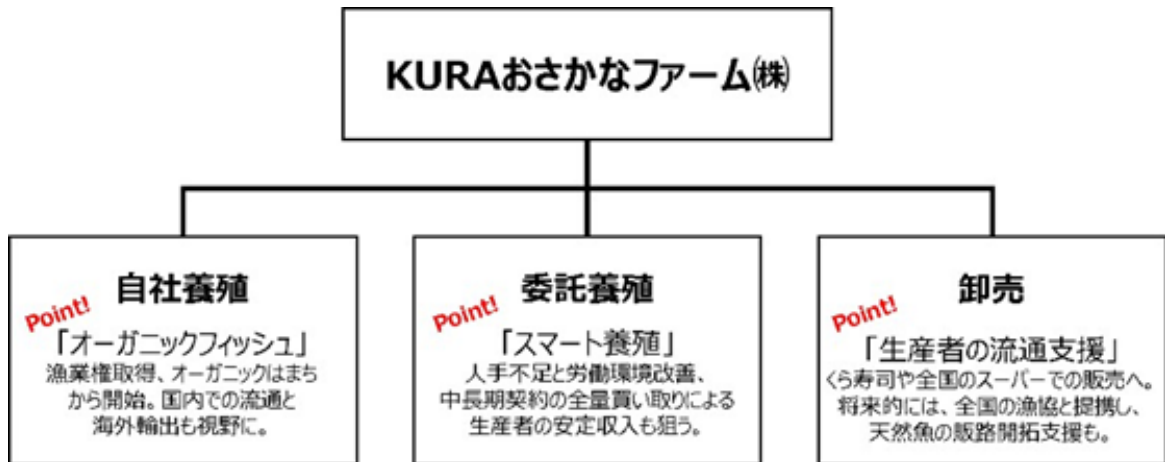 KURAおさかなファーム㈱
自社養殖
Point!
「オーガニックフィッシュ」
漁業権取得、オーガニックはまち
から開始。国内での流通と
海外輸出も視野に。
委託養殖
Point!
「スマート養殖」
人手不足と労働環境改善、
中長期契約の全量買い取りによる
生産者の安定収入も狙う。
卸売
Point!
「生産者の流通支援」
くら寿司や全国のスーパーでの販売へ。
将来的には、全国の漁協と提携し、
天然魚の販路開拓支援も。